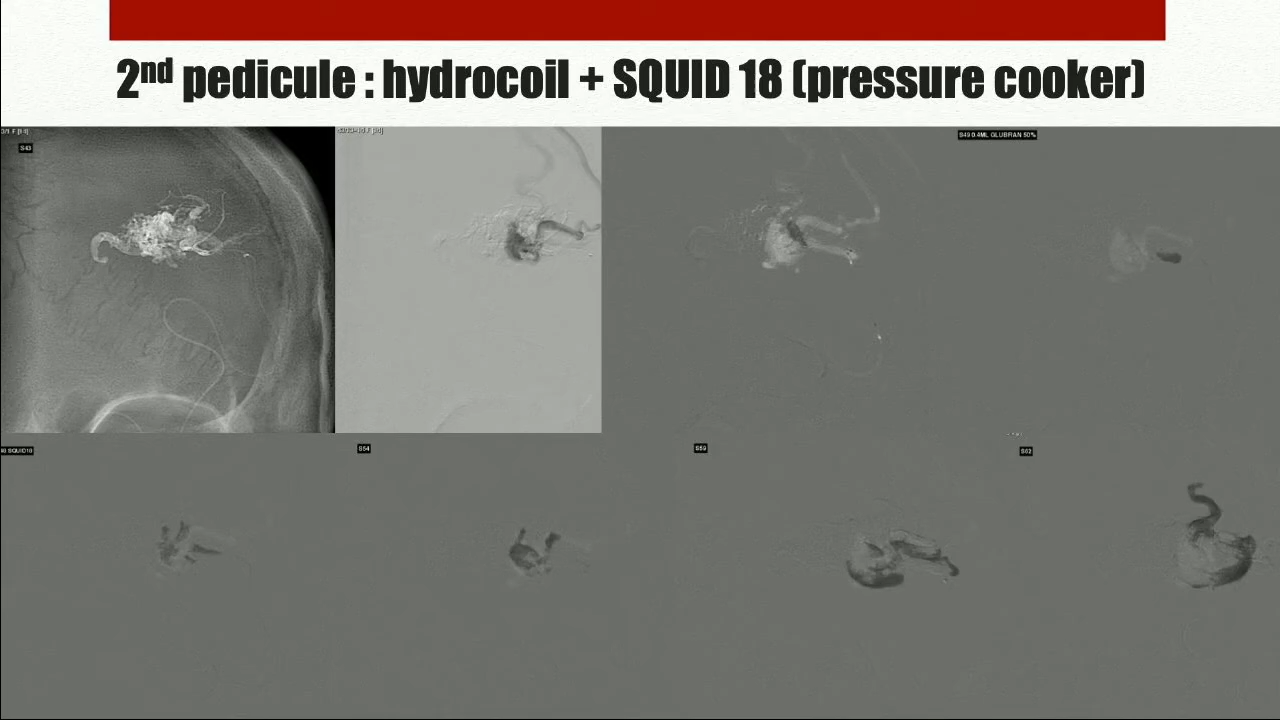 2nd pedicule : hydrocoil + SQUID 18 (pressure cooker)
S43
S49 0.4ML GLUBRAN 50%
SQUID18
S54
S59
S62